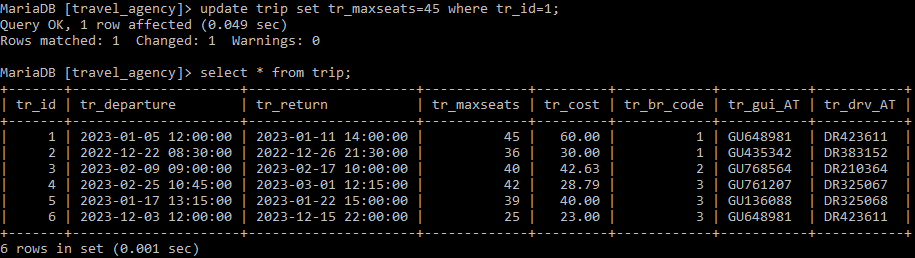 MariaDB [travel_agency]> update trip set tr_maxseats=45 where tr_id=1;
Query OK, 1 row affected (0.049 sec)
Rows matched: 1  Changed: 1  Warnings: 0

MariaDB [travel_agency]> select * from trip;
+-------+---------------------+---------------------+-------------+---------+------------+-----------+-----------+
| tr_id | tr_departure        | tr_return           | tr_maxseats | tr_cost | tr_br_code | tr_gui_AT | tr_drv_AT |
+-------+---------------------+---------------------+-------------+---------+------------+-----------+-----------+
|     1 | 2023-01-05 12:00:00 | 2023-01-11 14:00:00 |          45 |   60.00 |          1 | GU648981  | DR423611  |
|     2 | 2022-12-22 08:30:00 | 2022-12-26 21:30:00 |          36 |   30.00 |          1 | GU435342  | DR383152  |
|     3 | 2023-02-09 09:00:00 | 2023-02-17 10:00:00 |          40 |   42.63 |          2 | GU768564  | DR210364  |
|     4 | 2023-02-25 10:45:00 | 2023-03-01 12:15:00 |          42 |   28.79 |          3 | GU761207  | DR325067  |
|     5 | 2023-01-17 13:15:00 | 2023-01-22 15:00:00 |          39 |   40.00 |          3 | GU136088  | DR325068  |
|     6 | 2023-12-03 12:00:00 | 2023-12-15 22:00:00 |          25 |   23.00 |          3 | GU648981  | DR423611  |
+-------+---------------------+---------------------+-------------+---------+------------+-----------+-----------+
6 rows in set (0.001 sec)